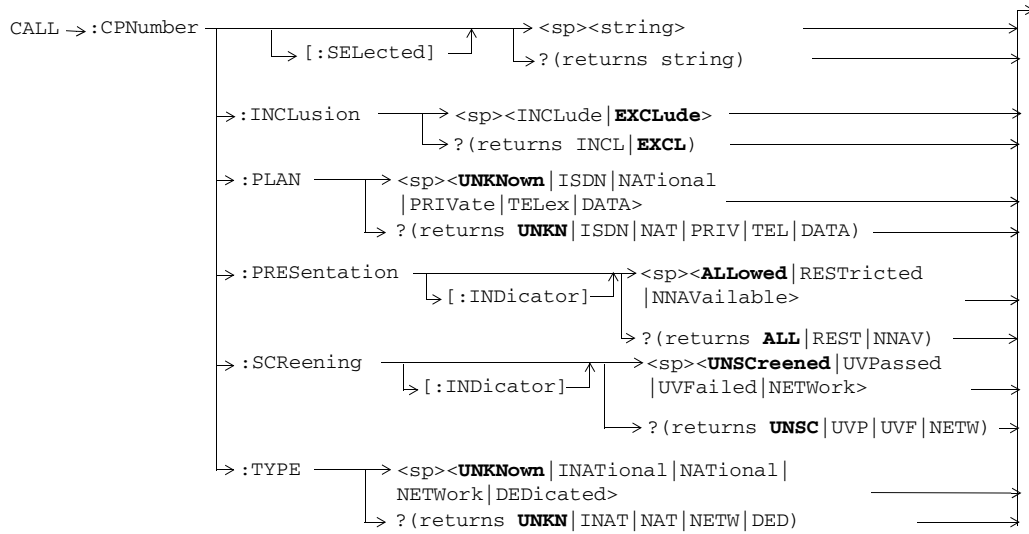 CALL :CPNumber <sp><string>
[:SELected] ?(returns string)
:INCLusion <sp><INCLude|EXCLude>
?(returns INCL|EXCL)
:PLAN <sp><UNKNown|ISDN|NATional
|PRIVate|TELex|DATA>
?(returns UNKN|ISDN|NAT|PRIV|TEL|DATA)
:PRESentation <sp><ALLowed|RESTricted
[:INDicator] |NNAVailable>
?(returns ALL|REST|NNAV)
:SCReening <sp><UNSCreened|UVPassed
[:INDicator] |UVFailed|NETWork>
?(returns UNSC|UVP|UVF|NETW)
:TYPE <sp><UNKNown|INATional|NATional|
NETWork|DEDicated>
?(returns UNKN|INAT|NAT|NETW|DED)